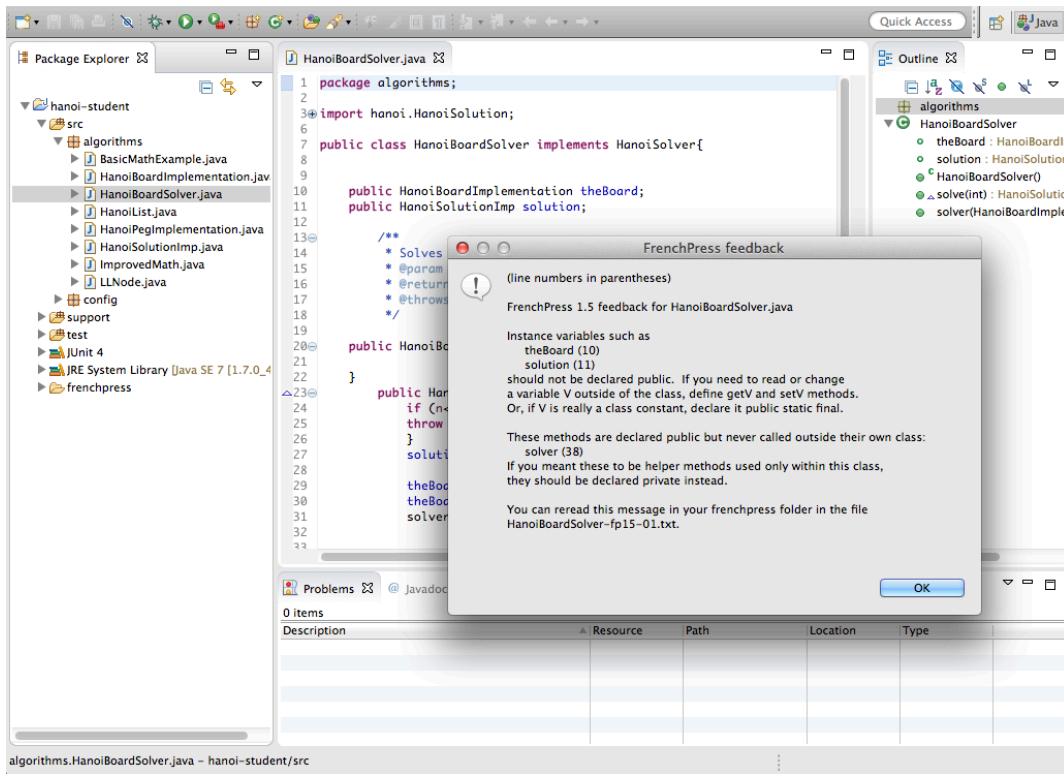 Quick Access
Java
Package Explorer
hanoi-student
src
algorithms
BasicMathExample.java
HanoiBoardImplementation.jav
HanoiBoardSolver.java
HanoiList.java
HanoiPegImplementation.java
HanoiSolutionImp.java
ImprovedMath.java
LLNode.java
config
support
test
JUnit 4
JRE System Library [Java SE 7 [1.7.0_4
frenchpress
HanoiBoardSolver.java
1 package algorithms;
2
3 import hanoi.HanoiSolution;
6
7 public class HanoiBoardSolver implements HanoiSolver{
8
9
10 public HanoiBoardImplementation theBoard;
11 public HanoiSolutionImp solution;
12
13 /**
14 * Solves
15 * @param
16 * @return
17 * @throws
18 */
19
20 public HanoiBo
21
22 }
23 public Han
24 if (n<
25 throw
26 }
27 soluti
28
29 theBoa
30 theBoa
31 solver
32
33
Outline
algorithms
HanoiBoardSolver
theBoard : HanoiBoardI
solution : HanoiSolution
HanoiBoardSolver()
solve(int) : HanoiSolutio
solver(HanoiBoardImple
FrenchPress feedback
(line numbers in parentheses)
FrenchPress 1.5 feedback for HanoiBoardSolver.java
Instance variables such as
theBoard (10)
solution (11)
should not be declared public. If you need to read or change
a variable V outside of the class, define getV and setV methods.
Or, if V is really a class constant, declare it public static final.
These methods are declared public but never called outside their own class:
solver (38)
If you meant these to be helper methods used only within this class,
they should be declared private instead.
You can reread this message in your frenchpress folder in the file
HanoiBoardSolver-fp15-01.txt.
OK
Problems
@ Javadoc
0 items
Description Resource Path Location Type
algorithms.HanoiBoardSolver.java - hanoi-student/src